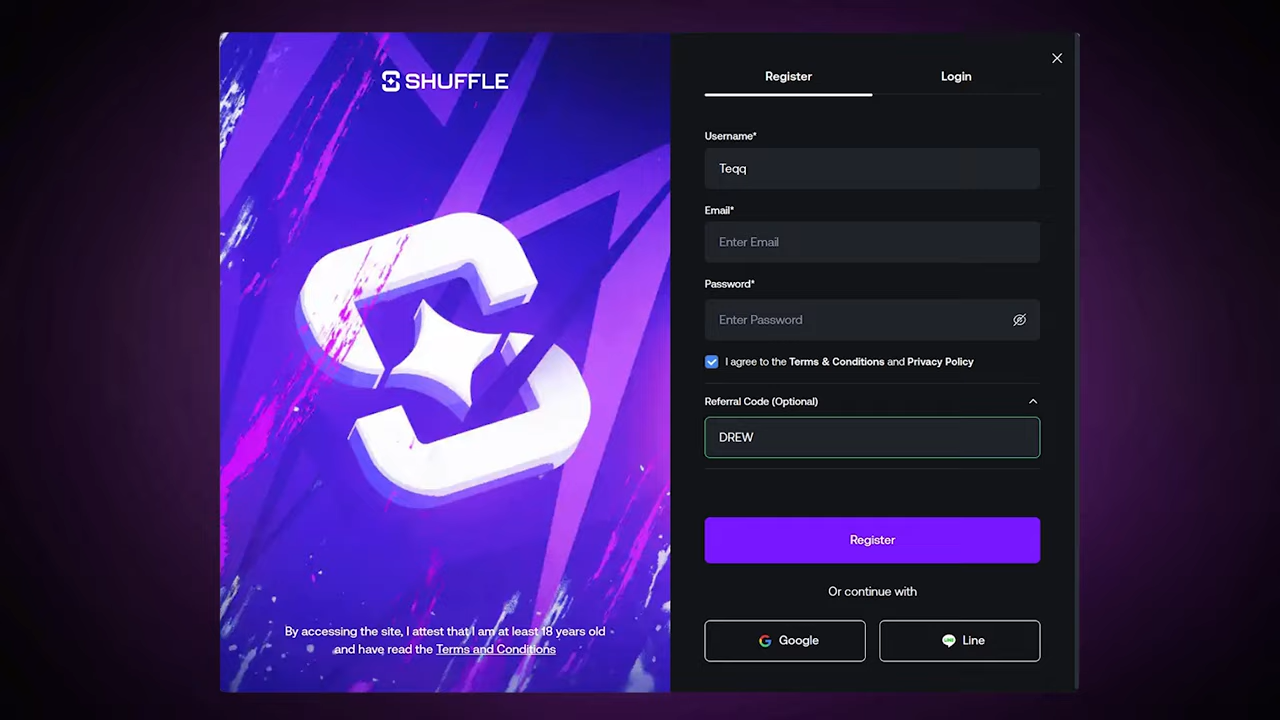 SHUFFLE
By accessing the site, I attest that I am at least 18 years old
and have read the Terms and Conditions
Register
Login
Username*
Teqq
Email*
Enter Email
Password*
Enter Password
I agree to the Terms & Conditions and Privacy Policy
Referral Code (Optional)
DREW
Register
Or continue with
Google
LINE Line